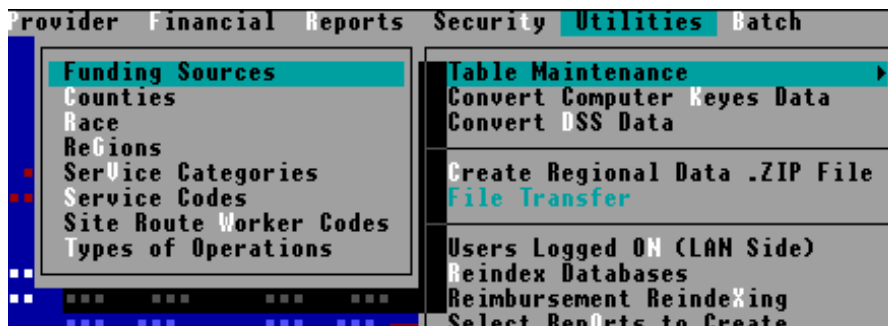 Provider Financial Reports Security Utilities Batch
Funding Sources
Counties
Race
ReGions
SerVice Categories
Service Codes
Site Route Worker Codes
Types of Operations
Table Maintenance
Convert Computer Keyes Data
Convert DSS Data
Create Regional Data .ZIP File
File Transfer
Users Logged ON (LAN Side)
Reindex Databases
Reimbursement ReindeXing
Select RepOrts to Create